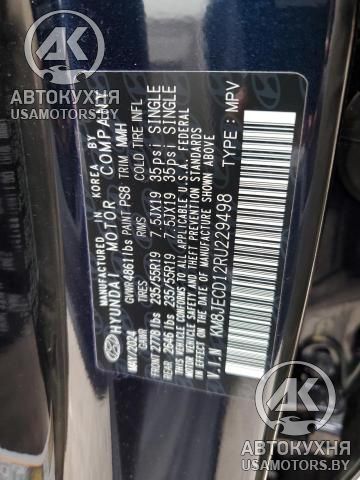 АВТОКУХНЯ
USAMOTORS.BY
MANUFACTURED IN KOREA BY
HYUNDAI MOTOR COMPANY
MAY/2024 GVWR 4861 lbs PAINT PS8 TRIM MMH
GAWR TIRES RIMS COLD TIRE INFL
FRONT 2778 lbs 235/55R19 7.5JX19 35psi SINGLE
REAR 2646 lbs 235/55R19 7.5JX19 35psi SINGLE
THIS VEHICLE CONFORMS TO ALL APPLICABLE U.S.A. FEDERAL
MOTOR VEHICLE SAFETY, BUMPER, AND THEFT PREVENTION STANDARDS
IN EFFECT ON THE DATE OF MANUFACTURE SHOWN ABOVE
V.I.N : KM8JECD12RU229498 TYPE : MPV
АВТОКУХНЯ
USAMOTORS.BY